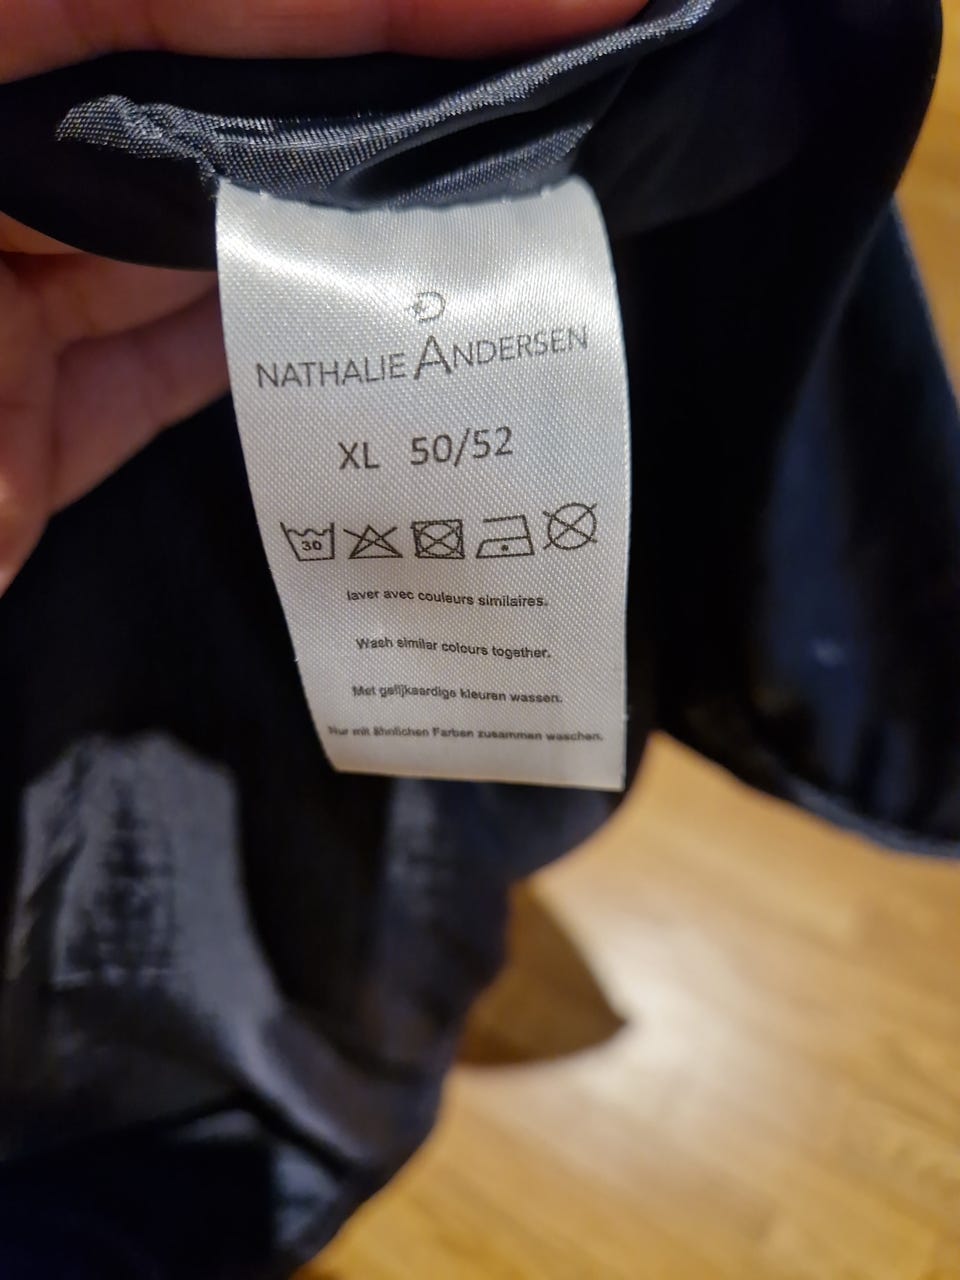 NATHALIE ANDERSEN
XL 50/52
30
laver avec couleurs similaires.
Wash similar colours together.
Met gelijkaardige kleuren wassen.
Nur mit ähnlichen Farben zusammen waschen.